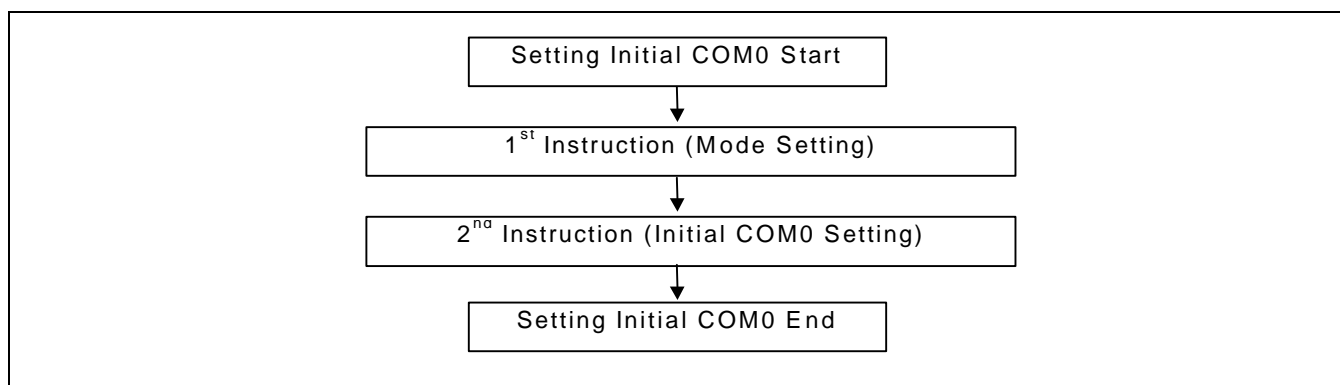 Setting Initial COM0 Start
1st Instruction (Mode Setting)
2nd Instruction (Initial COM0 Setting)
Setting Initial COM0 End